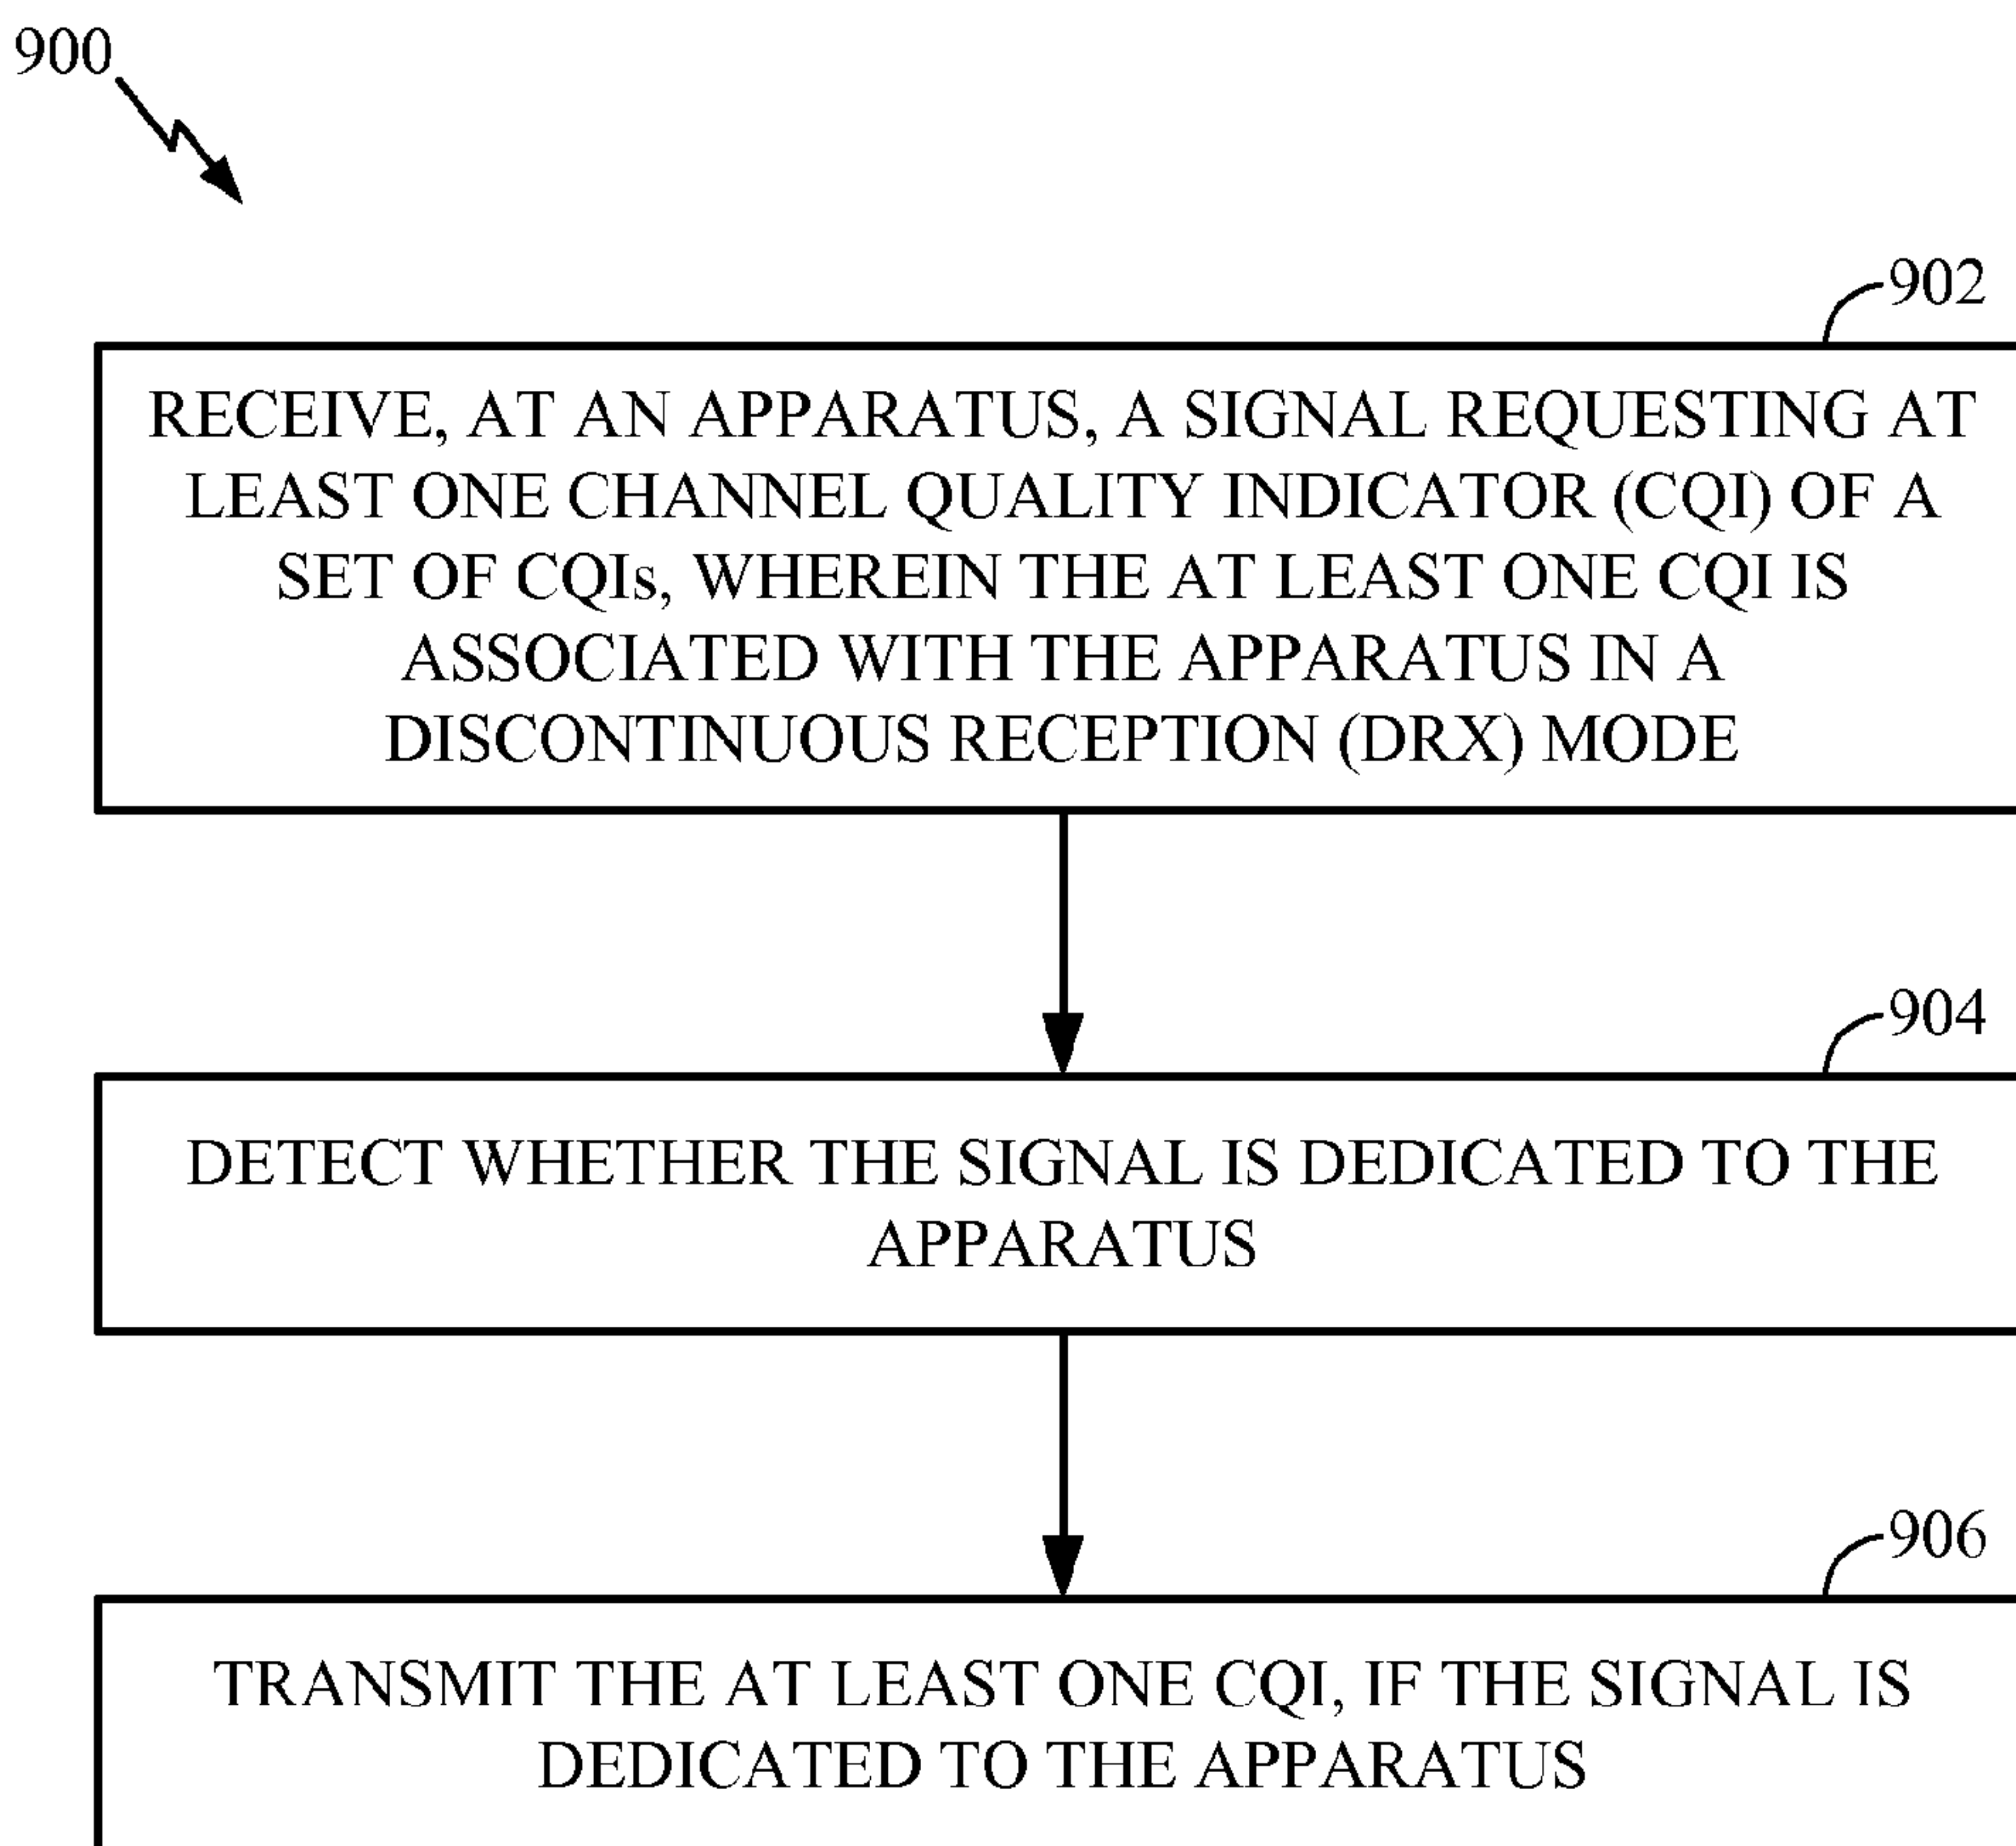 900
902
RECEIVE, AT AN APPARATUS, A SIGNAL REQUESTING AT
LEAST ONE CHANNEL QUALITY INDICATOR (CQI) OF A
SET OF CQIs, WHEREIN THE AT LEAST ONE CQI IS
ASSOCIATED WITH THE APPARATUS IN A
DISCONTINUOUS RECEPTION (DRX) MODE
904
DETECT WHETHER THE SIGNAL IS DEDICATED TO THE
APPARATUS
906
TRANSMIT THE AT LEAST ONE CQI, IF THE SIGNAL IS
DEDICATED TO THE APPARATUS